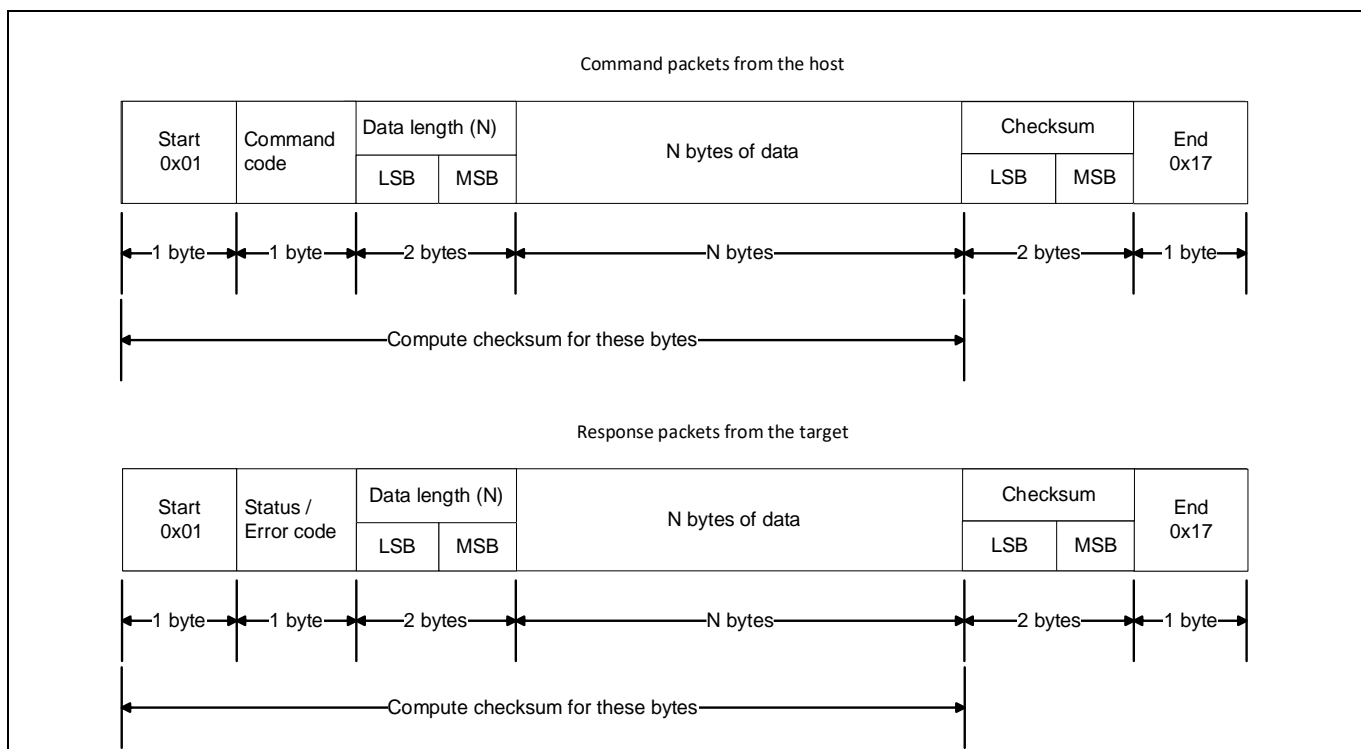 Command packets from the host
Start
0x01
Command
code
Data length (N)
LSB
MSB
N bytes of data
Checksum
LSB
MSB
End
0x17
1 byte
1 byte
2 bytes
N bytes
2 bytes
1 byte
Compute checksum for these bytes
Response packets from the target
Start
0x01
Status /
Error code
Data length (N)
LSB
MSB
N bytes of data
Checksum
LSB
MSB
End
0x17
1 byte
1 byte
2 bytes
N bytes
2 bytes
1 byte
Compute checksum for these bytes